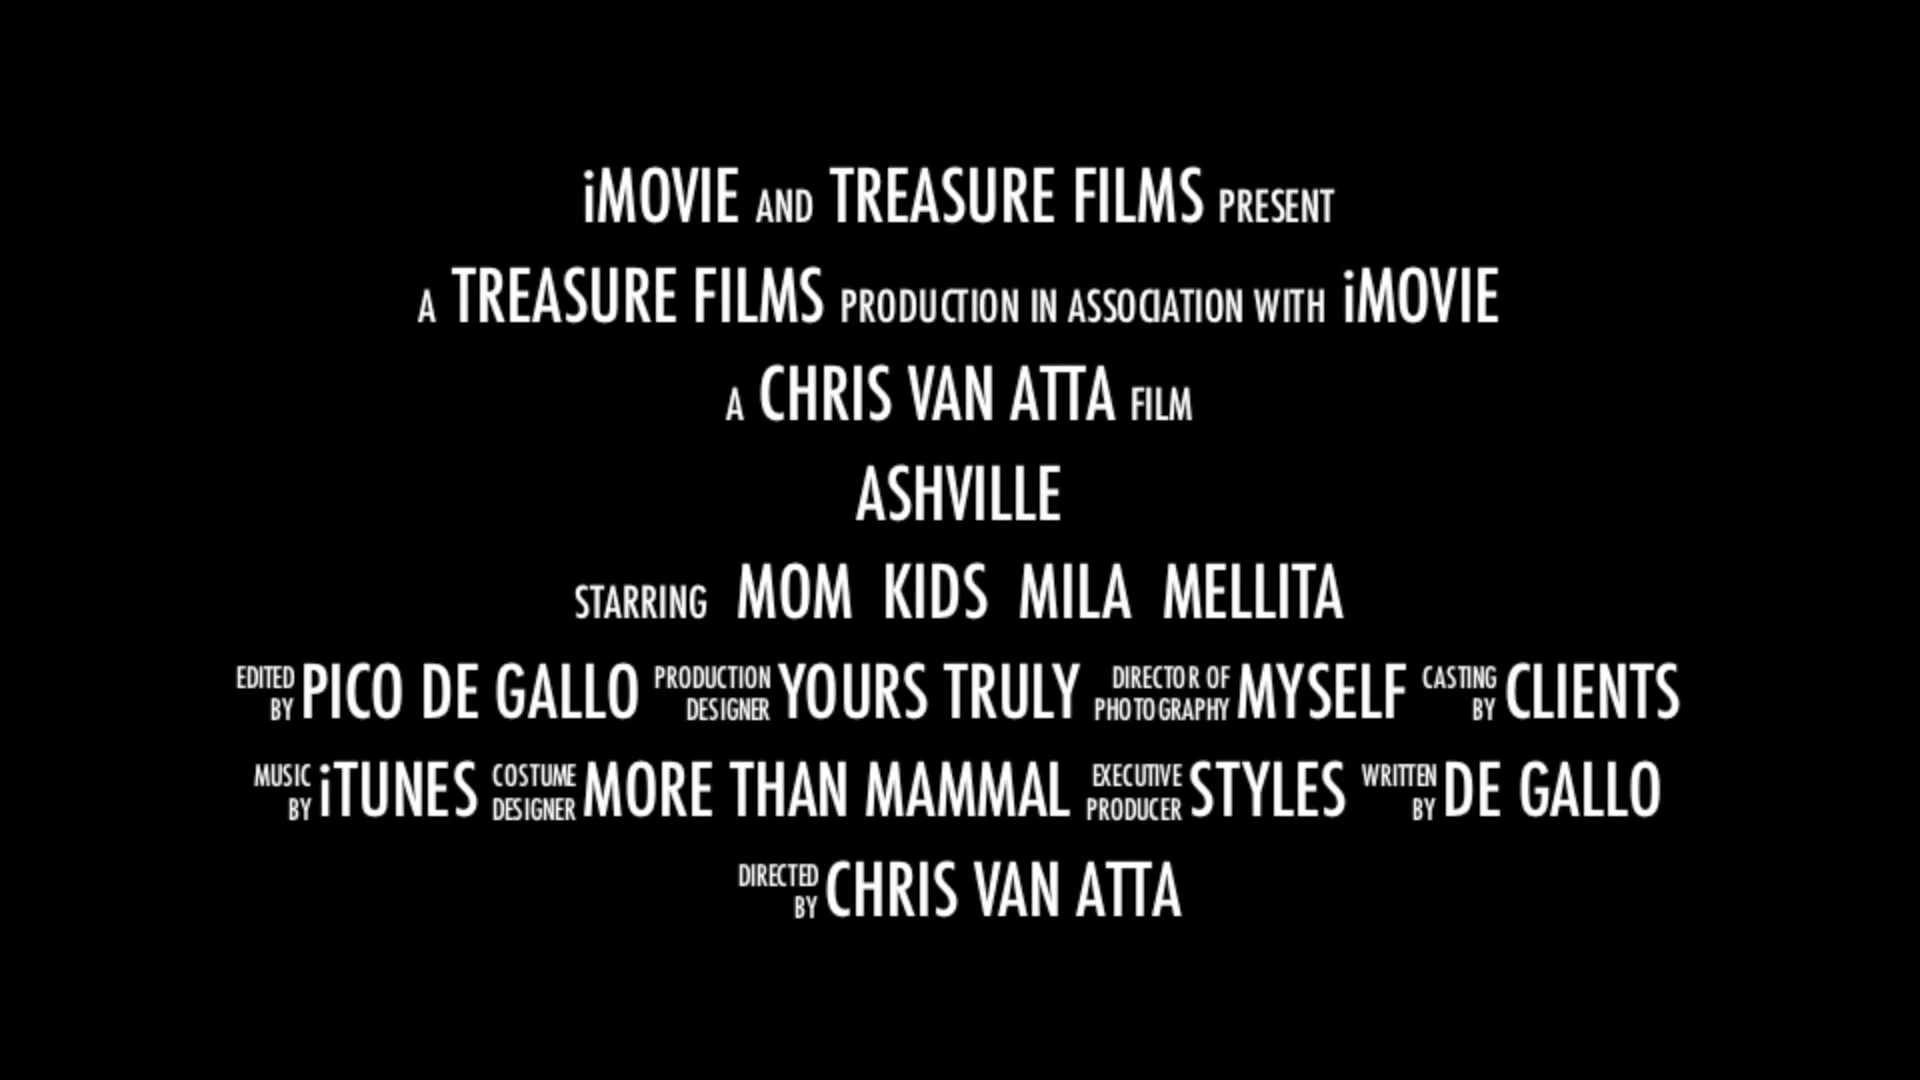 iMOVIE AND TREASURE FILMS PRESENT
A TREASURE FILMS PRODUCTION IN ASSOCIATION WITH iMOVIE
A CHRIS VAN ATTA FILM
ASHVILLE
STARRING MOM KIDS MILA MELLITA
EDITED BY PICO DE GALLO PRODUCTION DESIGNER YOURS TRULY DIRECTOR OF PHOTOGRAPHY MYSELF CASTING BY CLIENTS
MUSIC BY iTUNES COSTUME DESIGNER MORE THAN MAMMAL EXECUTIVE PRODUCER STYLES WRITTEN BY DE GALLO
DIRECTED BY CHRIS VAN ATTA